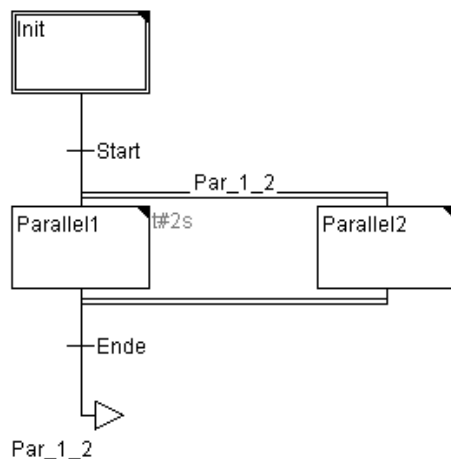 Init
Start
Par_1_2
Parallel1
t#2s
Parallel2
Ende
Par_1_2